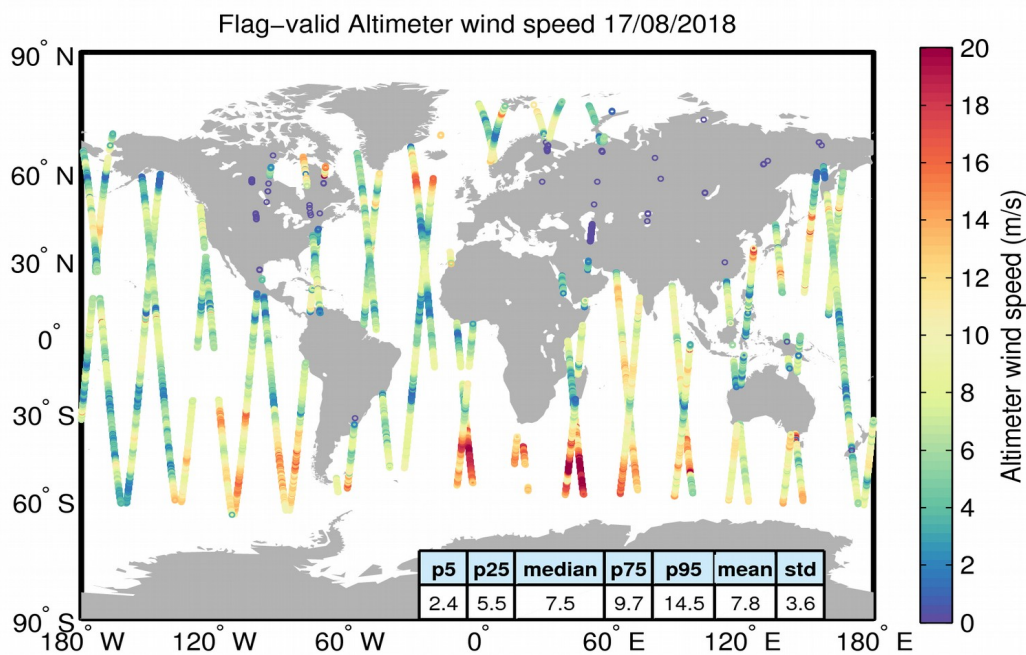 Flag−valid Altimeter wind speed 17/08/2018
90° N
60° N
30° N
0°
30° S
60° S
90° S
180° W
120° W
60° W
0°
60° E
120° E
180° E
p5 p25 median p75 p95 mean std
2.4 5.5 7.5 9.7 14.5 7.8 3.6
20
18
16
14
12
10
8
6
4
2
0
Altimeter wind speed (m/s)